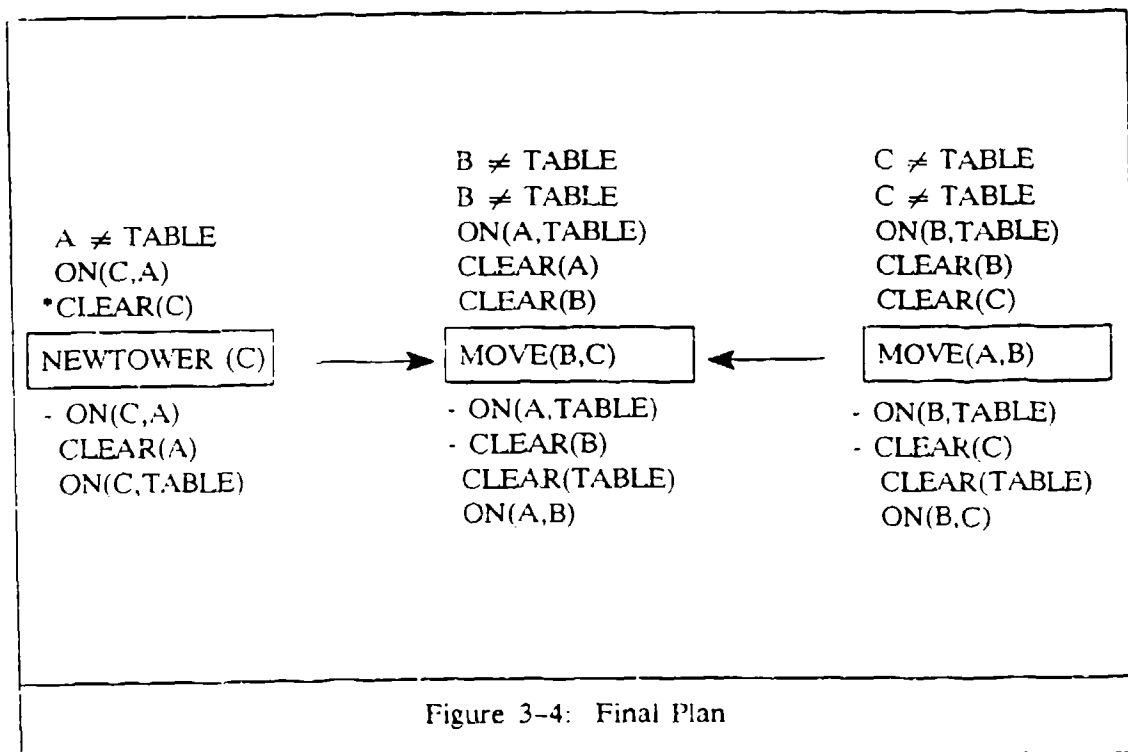 A ≠ TABLE
ON(C,A)
*CLEAR(C)
NEWTOWER (C)
- ON(C,A)
CLEAR(A)
ON(C,TABLE)
B ≠ TABLE
B ≠ TABLE
ON(A,TABLE)
CLEAR(A)
CLEAR(B)
MOVE(B,C)
- ON(A,TABLE)
- CLEAR(B)
CLEAR(TABLE)
ON(A,B)
C ≠ TABLE
C ≠ TABLE
ON(B,TABLE)
CLEAR(B)
CLEAR(C)
MOVE(A,B)
- ON(B,TABLE)
- CLEAR(C)
CLEAR(TABLE)
ON(B,C)
Figure 3-4: Final Plan